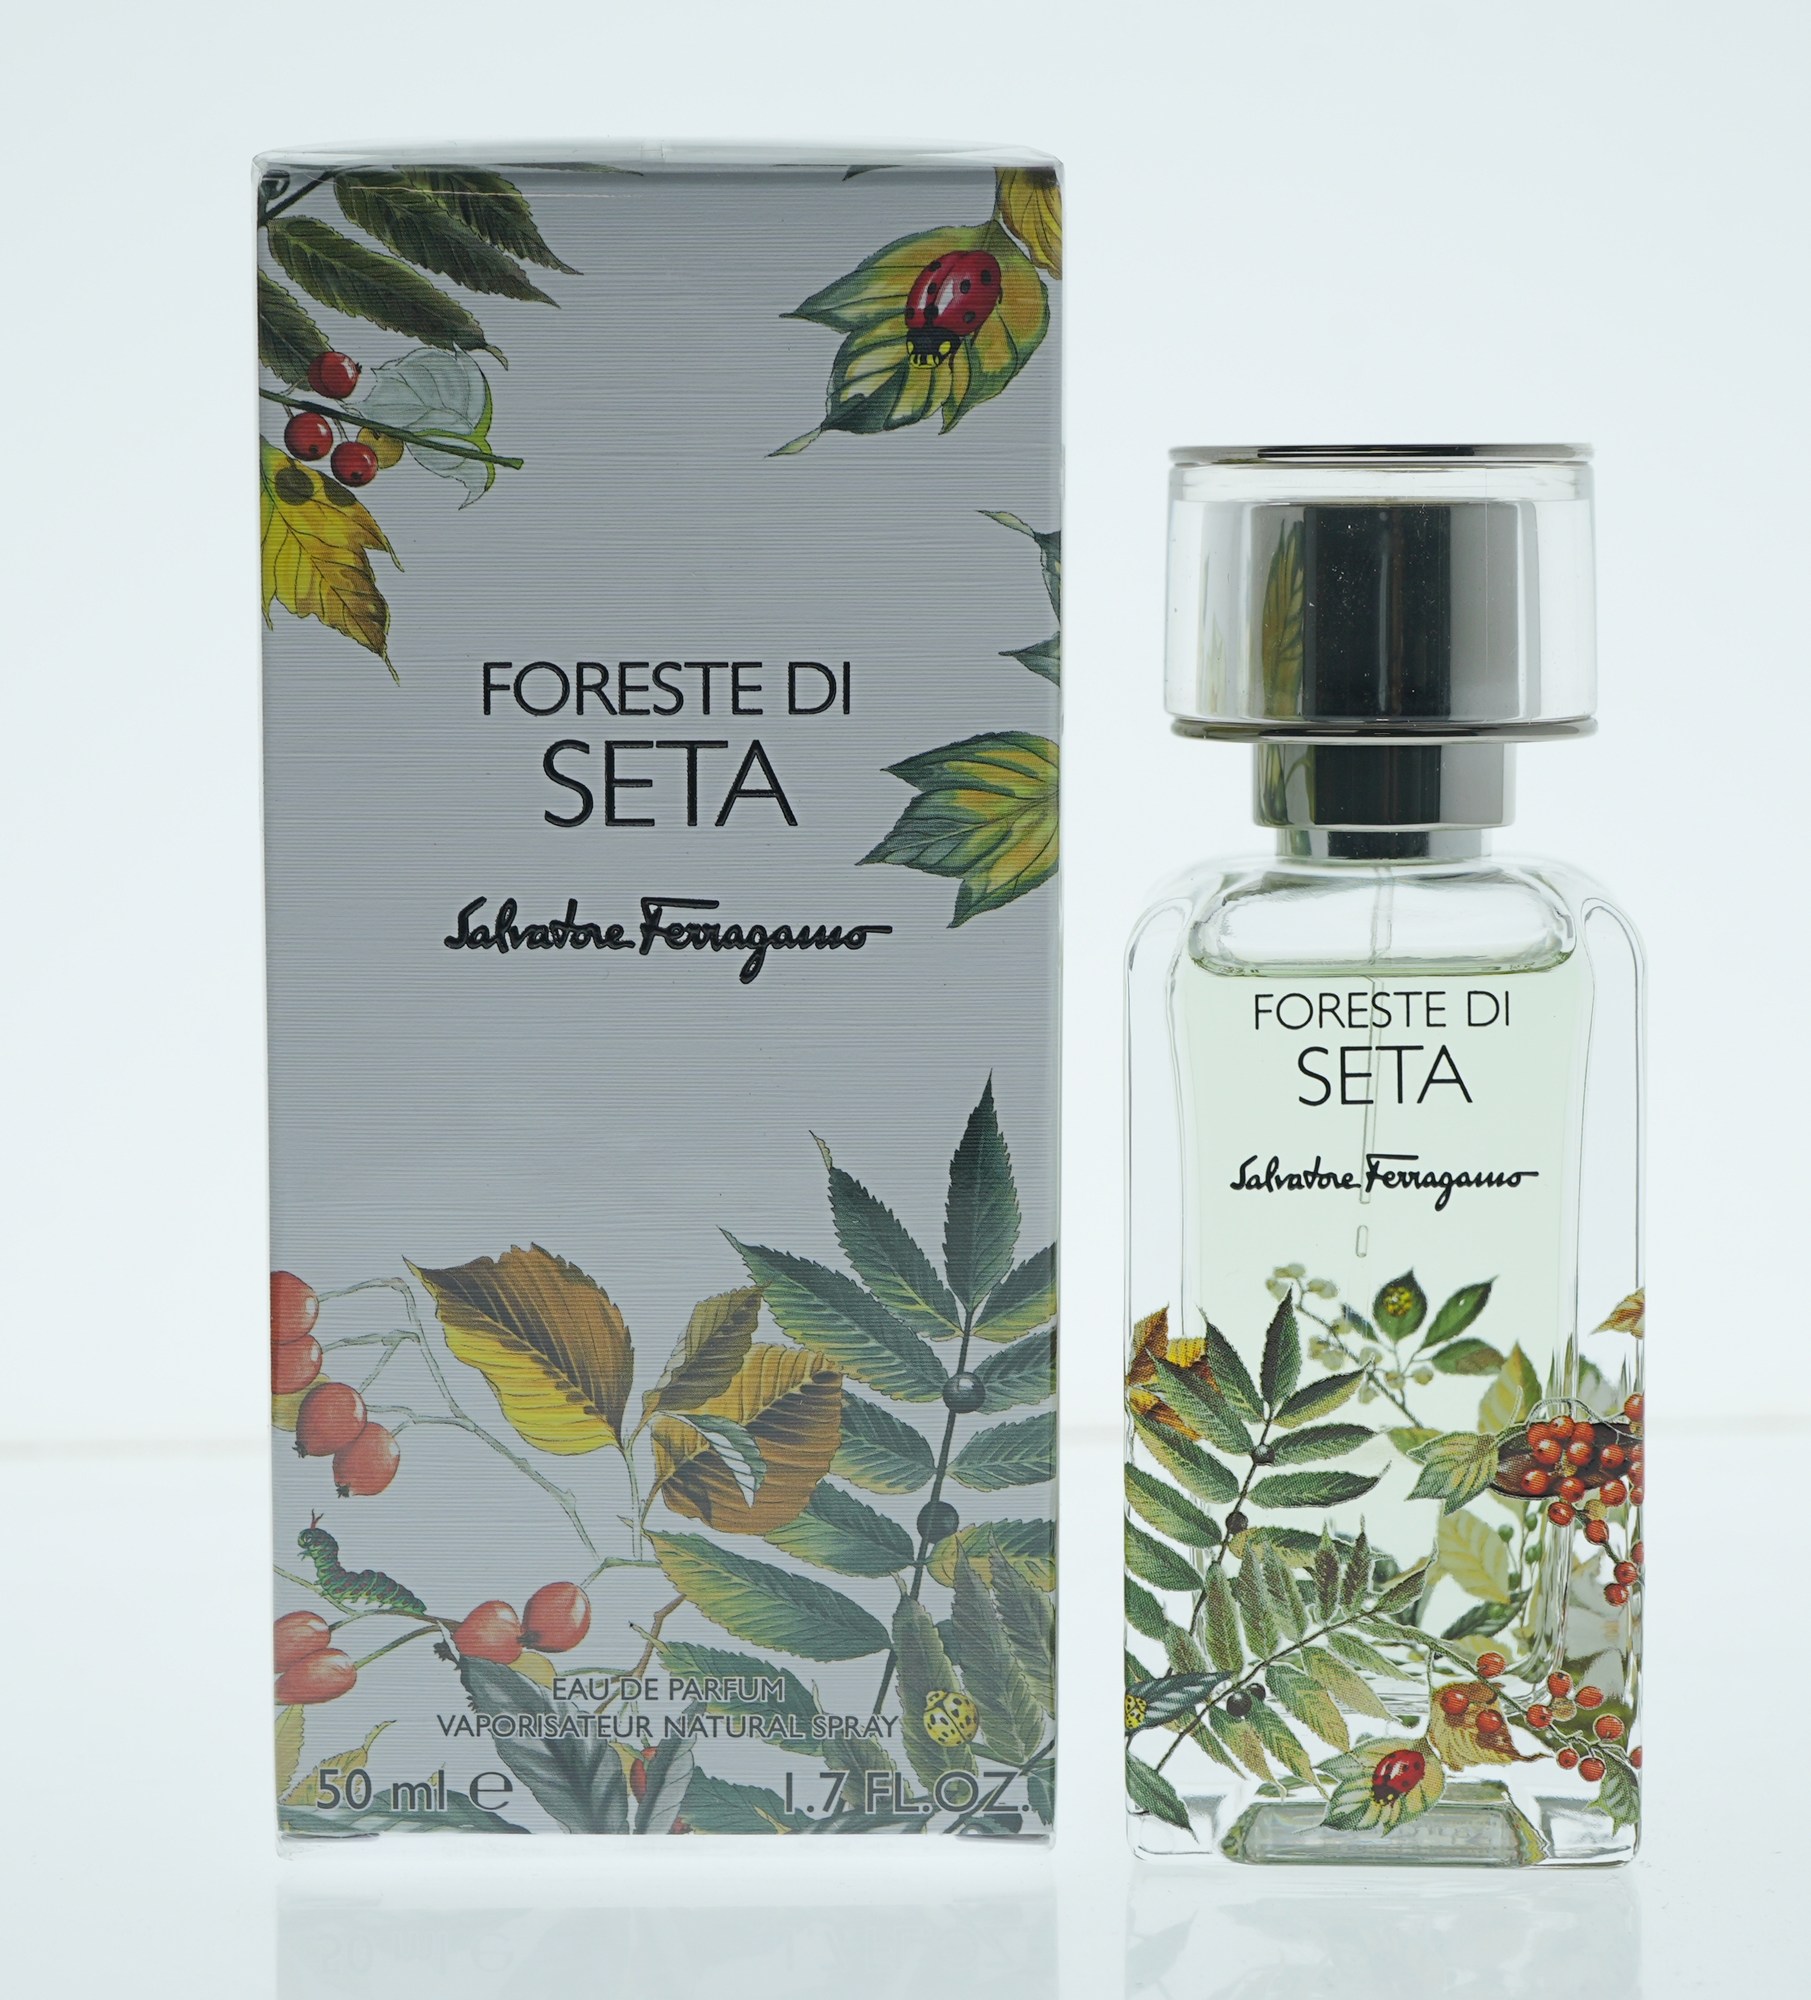 FORESTE DI
SETA
Salvatore Ferragamo
EAU DE PARFUM
VAPORISATEUR NATURAL SPRAY
50 ml ℮ 1.7 FL.OZ.
FORESTE DI
SETA
Salvatore Ferragamo